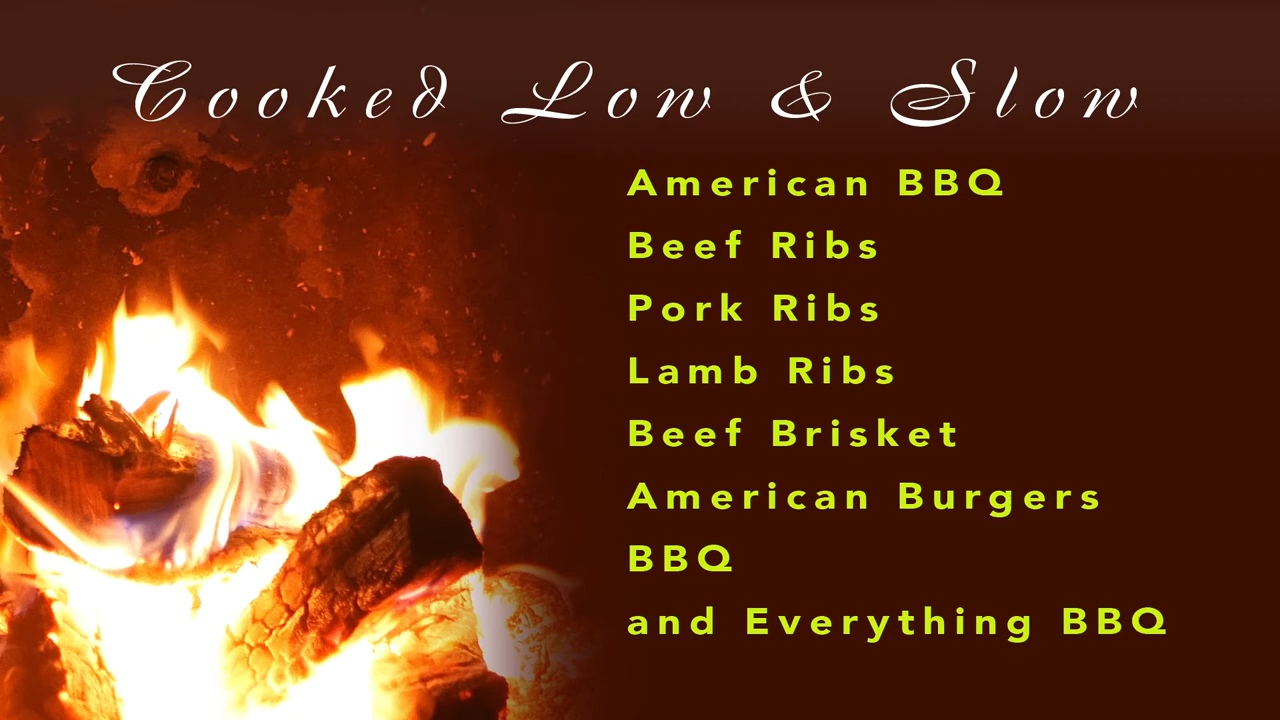 Cooked Low & Slow
American BBQ
Beef Ribs
Pork Ribs
Lamb Ribs
Beef Brisket
American Burgers
BBQ
and Everything BBQ